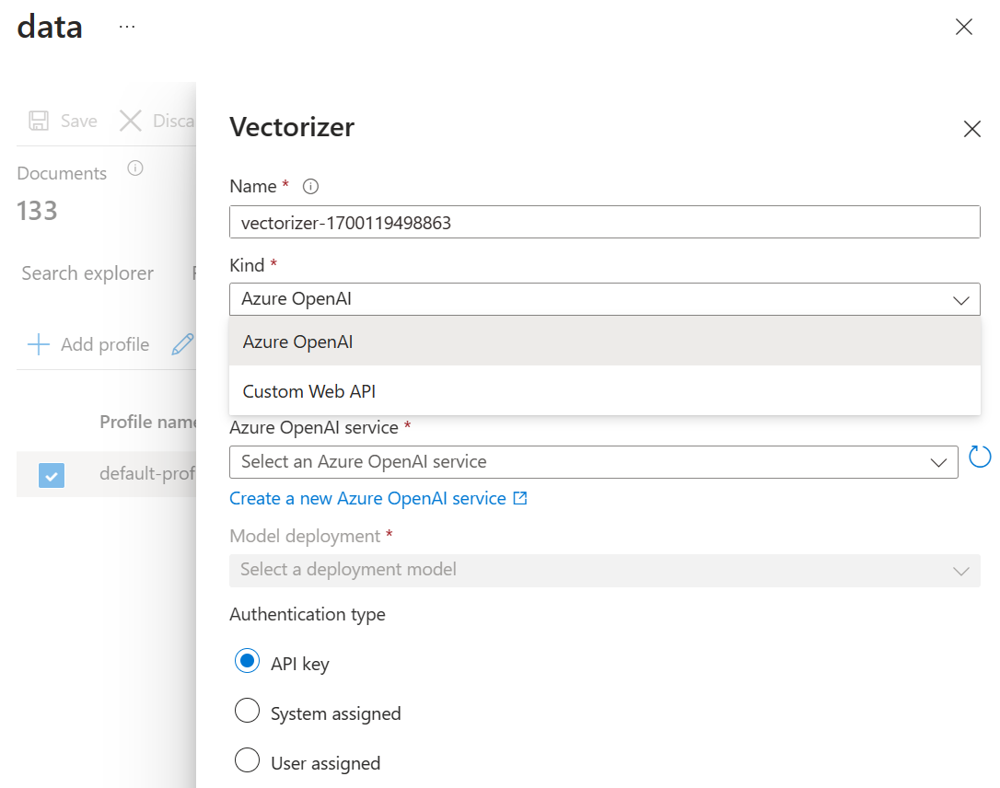 data
...
Save
Disca
Documents
133
Search explorer
Add profile
Profile name
default-prof
Vectorizer
Name *
vectorizer-1700119498863
Kind *
Azure OpenAI
Azure OpenAI
Custom Web API
Azure OpenAI service *
Select an Azure OpenAI service
Create a new Azure OpenAI service
Model deployment *
Select a deployment model
Authentication type
API key
System assigned
User assigned